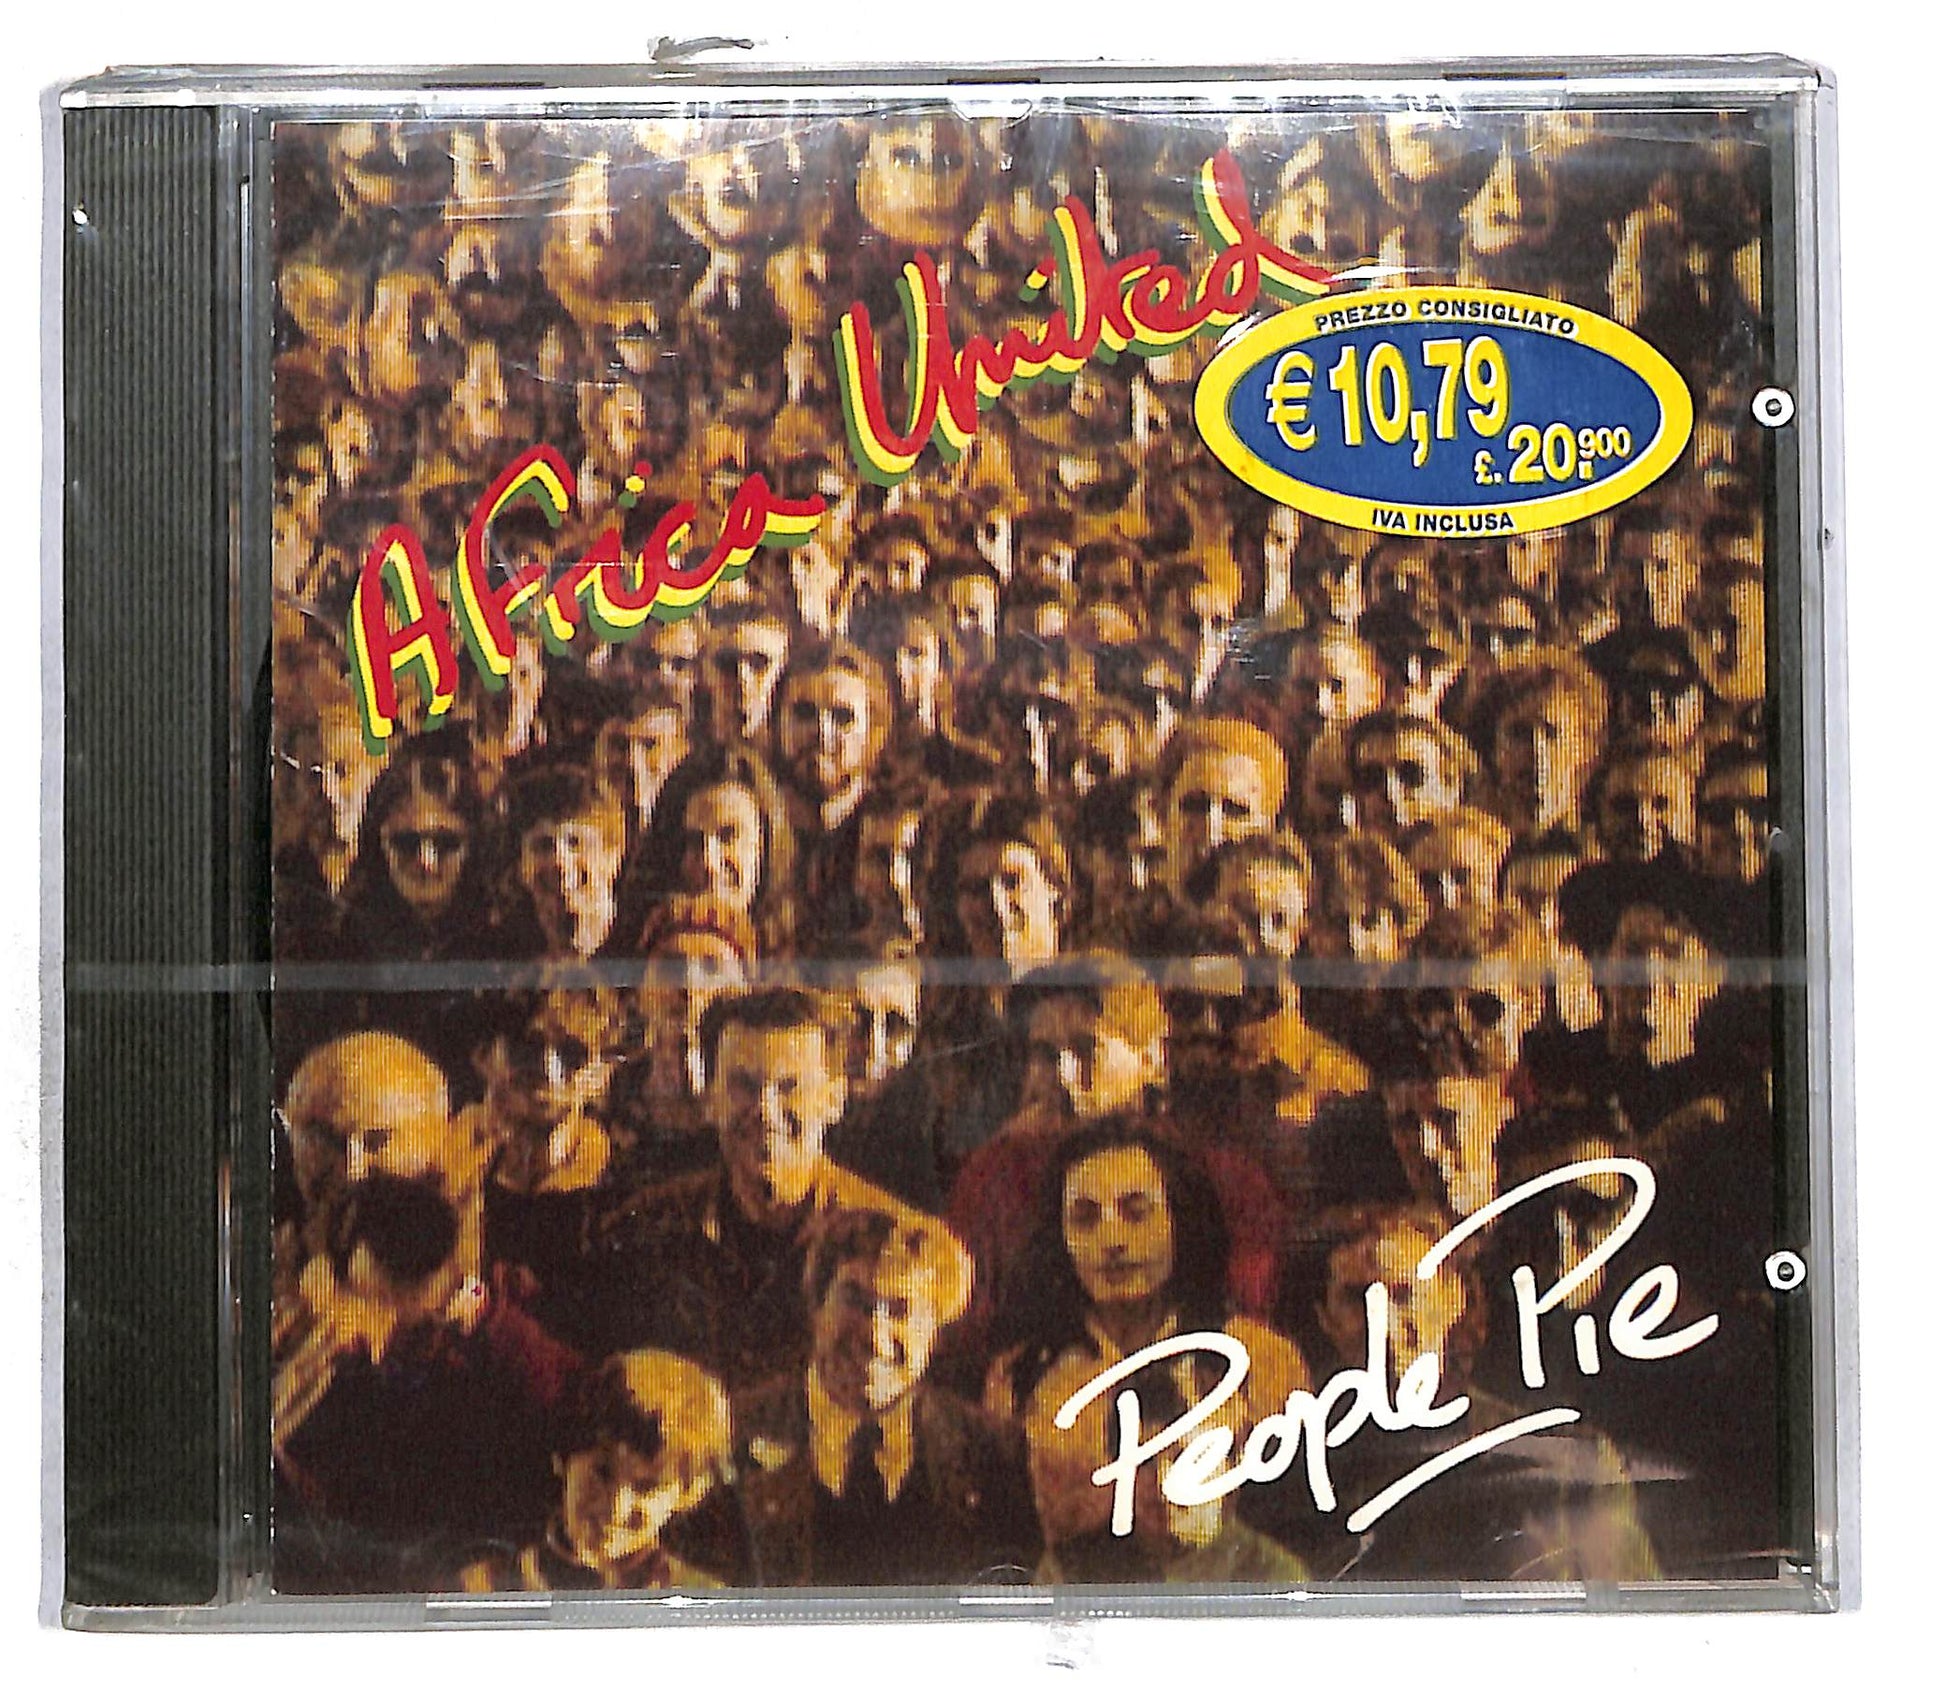 Africa United
PREZZO CONSIGLIATO
€ 10,79
£. 20.900
IVA INCLUSA
People Pie